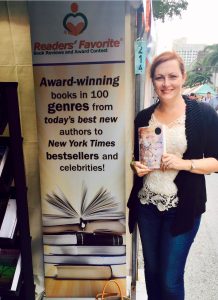 Readers' Favorite®
Book Reviews and Award Contest
Award-winning
books in 100
genres from
today's best new
authors to
New York Times
bestsellers and
celebrities!